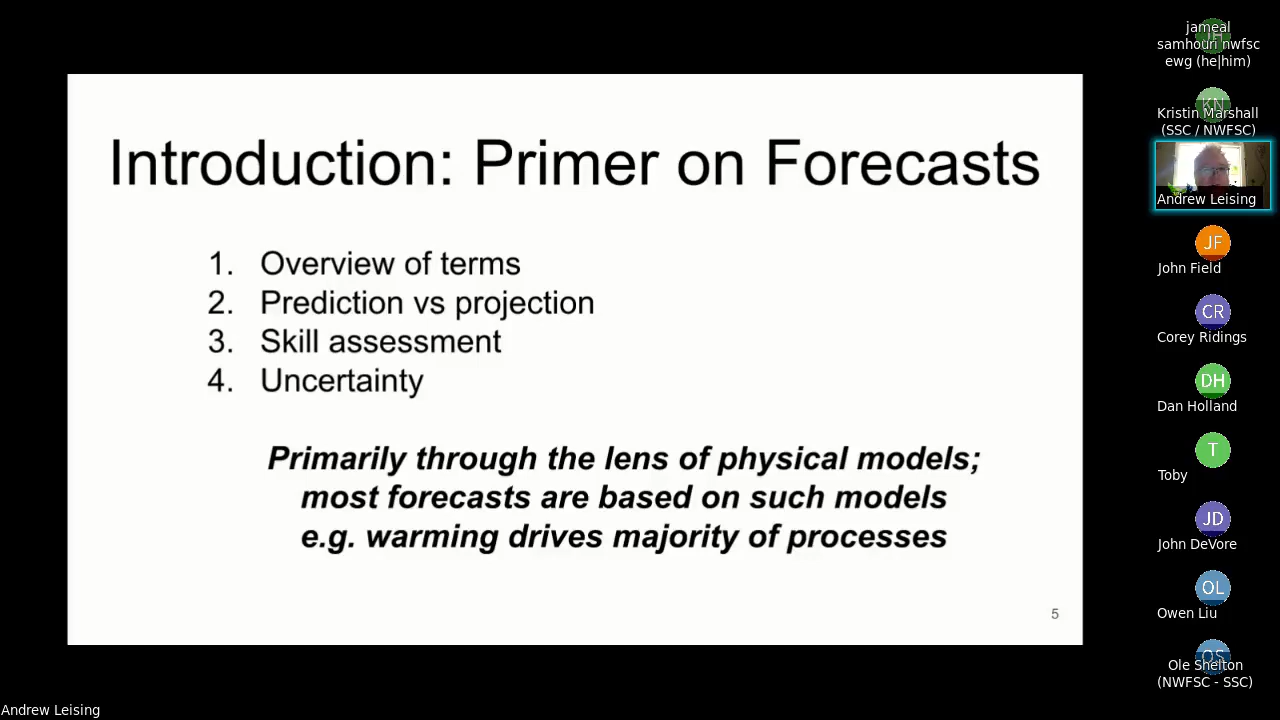 Introduction: Primer on Forecasts
1. Overview of terms
2. Prediction vs projection
3. Skill assessment
4. Uncertainty
Primarily through the lens of physical models;
most forecasts are based on such models
e.g. warming drives majority of processes
5
JH
jameal
samhouri nwfsc
ewg (he|him)
KN
Kristin Marshall
(SSC / NWFSC)
Andrew Leising
JF
John Field
CR
Corey Ridings
DH
Dan Holland
T
Toby
JD
John DeVore
OL
Owen Liu
OS
Ole Shelton
(NWFSC - SSC)
Andrew Leising